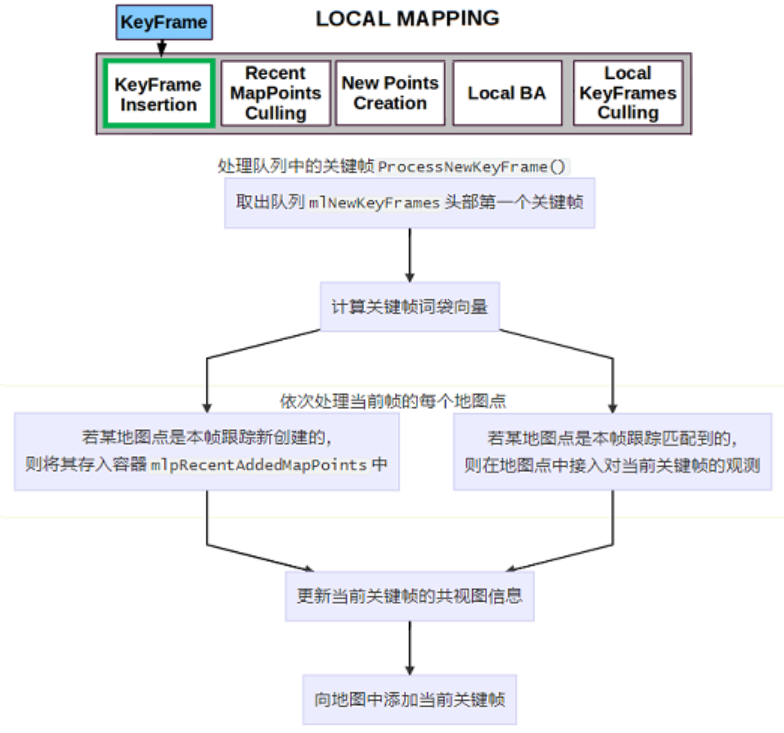 LOCAL MAPPING
KeyFrame
KeyFrame
Insertion
Recent
MapPoints
Culling
New Points
Creation
Local BA
Local
KeyFrames
Culling
处理队列中的关键帧 ProcessNewKeyFrame()
取出队列 mlNewKeyFrames 头部第一个关键帧
计算关键帧词袋向量
依次处理当前帧的每个地图点
若某地图点是本帧跟踪新创建的，
则将其存入容器 mlpRecentAddedMapPoints 中
若某地图点是本帧跟踪匹配到的，
则在地图点中接入对当前关键帧的观测
更新当前关键帧的共视图信息
向地图中添加当前关键帧